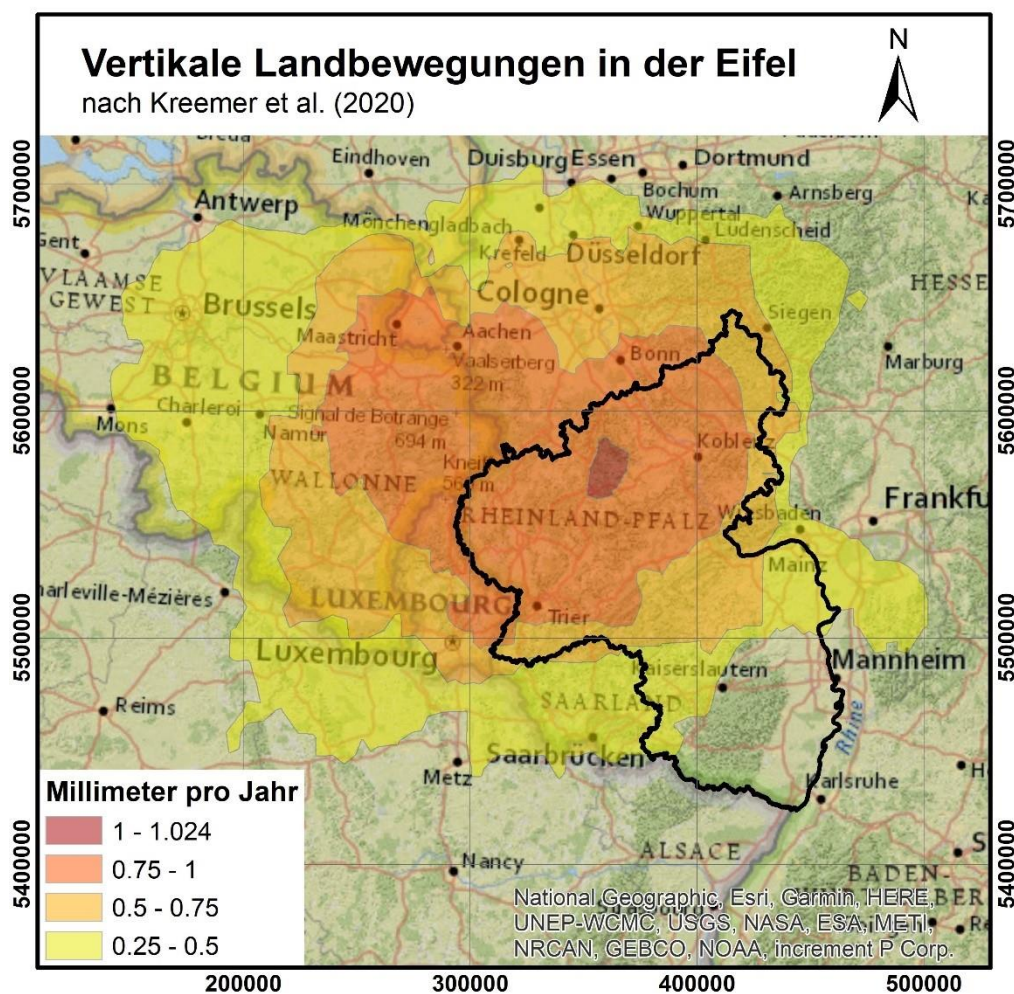 Vertikale Landbewegungen in der Eifel
nach Kreemer et al. (2020)
N
Eindhoven
Duisburg Essen
Dortmund
Bochum
Arnsberg
Antwerp
Mönchengladbach
Wuppertal
Gent
Krefeld
Düsseldorf
Lüdenscheid
VLAAMSE
GEWEST
HESSE
Brussels
Cologne
Siegen
Maastricht
Aachen
Vaalserberg
322 m
Bonn
Marburg
BELGIUM
Charleroi
Signal de Botrange
694 m
Mons
Namur
Koblenz
WALLONNE
RHEINLAND-PFALZ
Wiesbaden
Frankfu
Mainz
harleville-Mézières
LUXEMBOURG
Trier
Luxembourg
Kaiserslautern
Mannheim
SAARLAND
Reims
Rhine
Saarbrücken
Metz
Karlsruhe
Nancy
ALSACE
BADEN-
5700000
5600000
5500000
5400000
5700000
5600000
5500000
5400000
200000
300000
400000
500000
Millimeter pro Jahr
1 - 1.024
0.75 - 1
0.5 - 0.75
0.25 - 0.5
National Geographic, Esri, Garmin, HERE,
UNEP-WCMC, USGS, NASA, ESA, METI,
NRCAN, GEBCO, NOAA, increment P Corp.